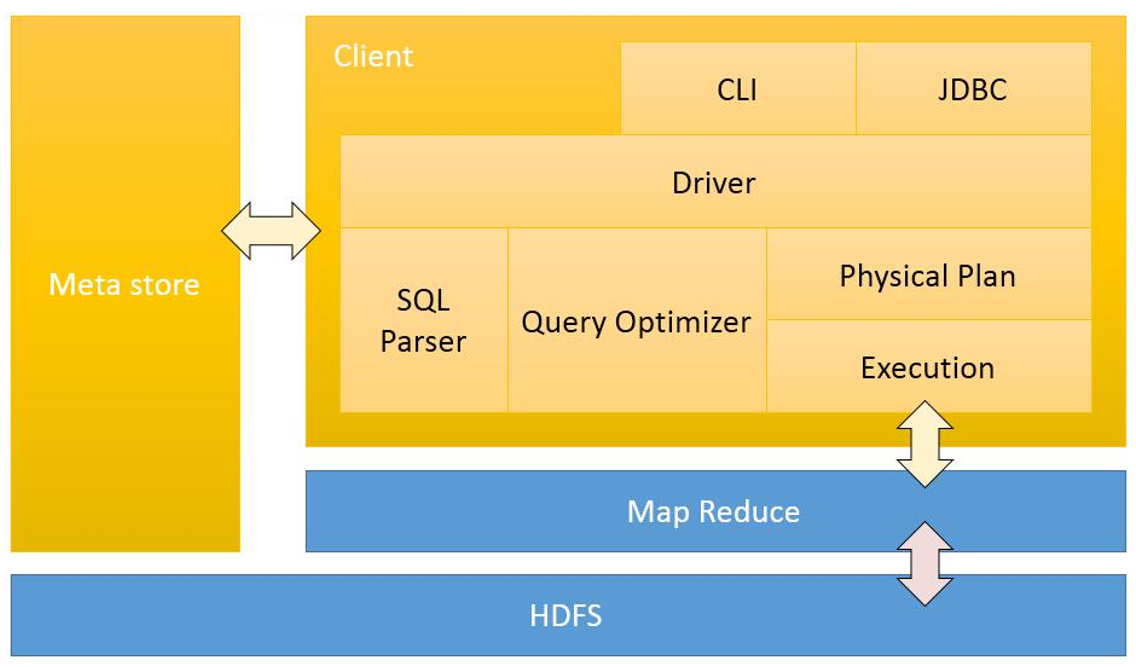 Client
CLI
JDBC
Driver
Meta store
SQL
Parser
Query Optimizer
Physical Plan
Execution
Map Reduce
HDFS